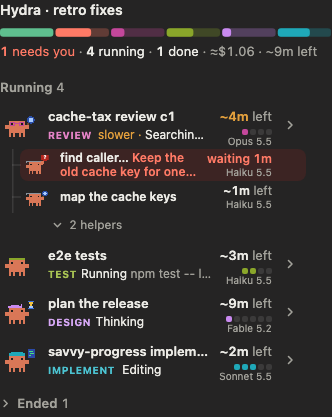 Hydra · retro fixes
1 needs you · 4 running · 1 done · ≈$1.06 · ~9m left
Running 4
cache-tax review c1
~4m left
REVIEW slower · Searchin...
Opus 5.5
find caller... Keep the
old cache key for one...
waiting 1m
Haiku 5.5
map the cache keys
~1m left
Haiku 5.5
2 helpers
e2e tests
~3m left
TEST Running npm test -- l...
Haiku 5.5
plan the release
~9m left
DESIGN Thinking
Fable 5.2
savvy-progress implem...
~2m left
IMPLEMENT Editing
Sonnet 5.5
Ended 1